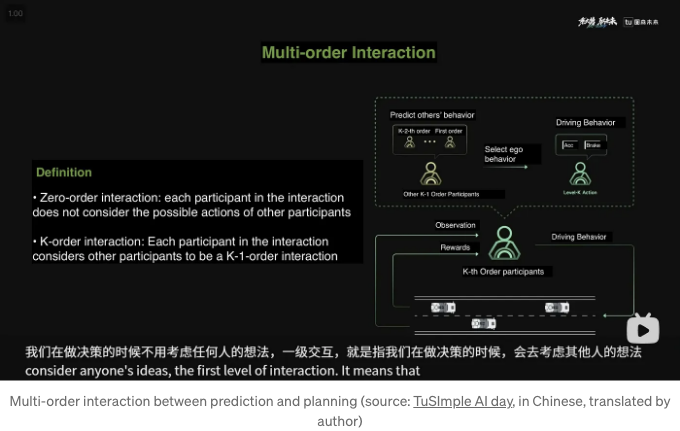 1.00
图森未来
Multi-order Interaction
Predict others' behavior
K-2-th order First order
Select ego
behavior
Driving Behavior
Acc Brake
Other K-1 Order Participants
Level-K Action
Definition
• Zero-order interaction: each participant in the interaction
does not consider the possible actions of other participants
• K-order interaction: Each participant in the interaction
considers other participants to be a K-1-order interaction
Observation
Rewards
Driving Behavior
K-th Order participants
我们在做决策的时候不用考虑任何人的想法，一级交互，就是指我们在做决策的时候，会去考虑其他人的想法
consider anyone's ideas, the first level of interaction. It means that
Multi-order interaction between prediction and planning (source: TuSImple AI day, in Chinese, translated by
author)